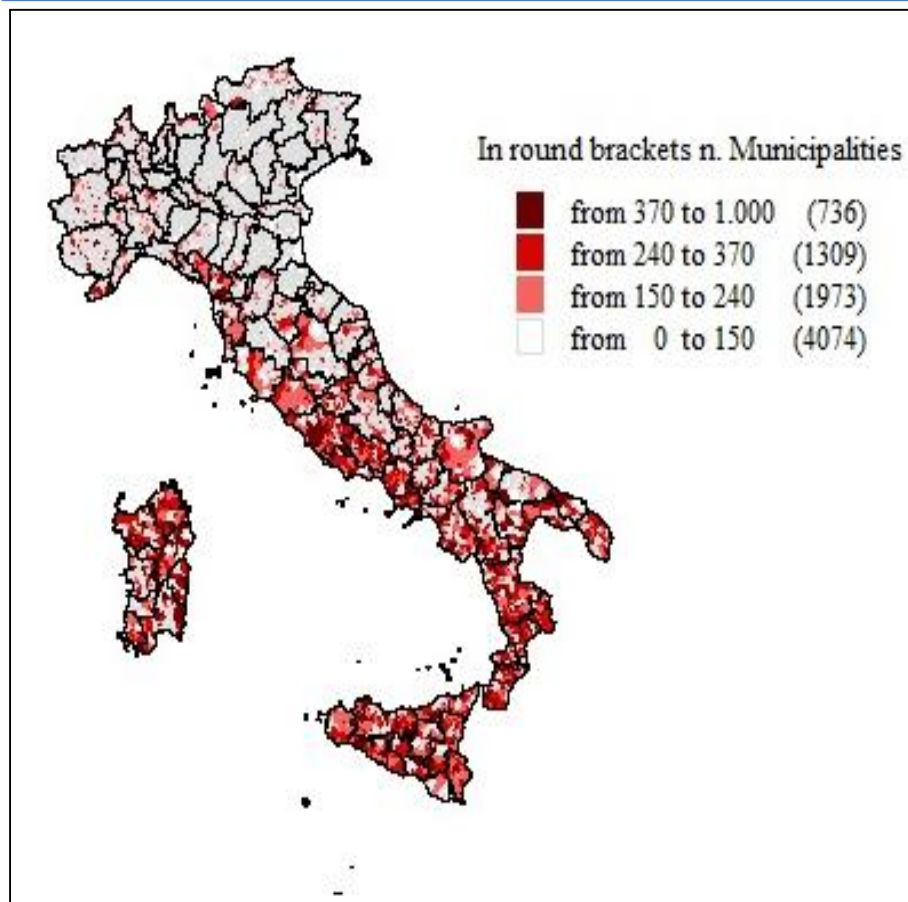 In round brackets n. Municipalities
from 370 to 1.000 (736)
from 240 to 370 (1309)
from 150 to 240 (1973)
from 0 to 150 (4074)